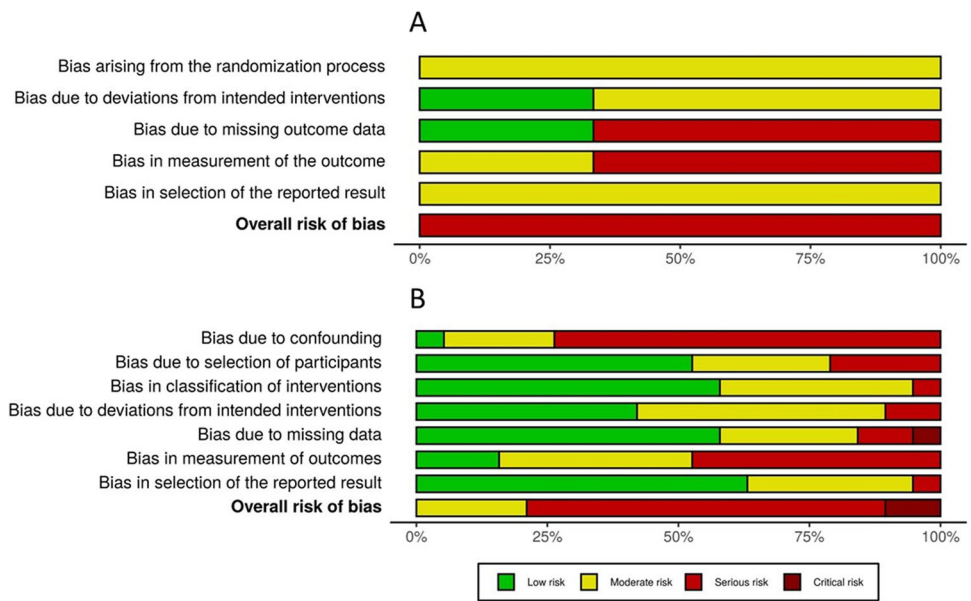 A
Bias arising from the randomization process
Bias due to deviations from intended interventions
Bias due to missing outcome data
Bias in measurement of the outcome
Bias in selection of the reported result
Overall risk of bias
0% 25% 50% 75% 100%
B
Bias due to confounding
Bias due to selection of participants
Bias in classification of interventions
Bias due to deviations from intended interventions
Bias due to missing data
Bias in measurement of outcomes
Bias in selection of the reported result
Overall risk of bias
0% 25% 50% 75% 100%
Low risk Moderate risk Serious risk Critical risk